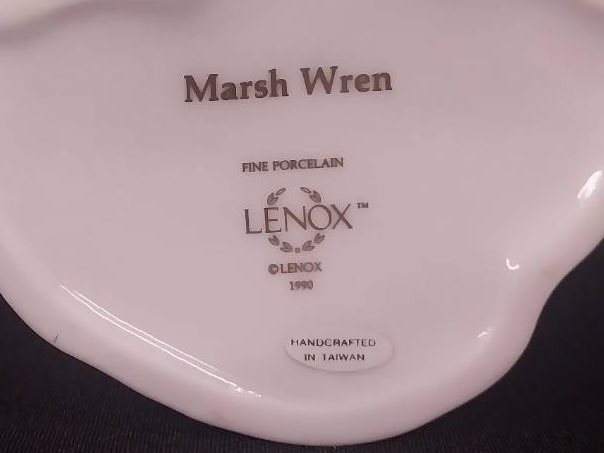 Marsh Wren
FINE PORCELAIN
LENOX™
© LENOX
1990
HANDCRAFTED
IN TAIWAN